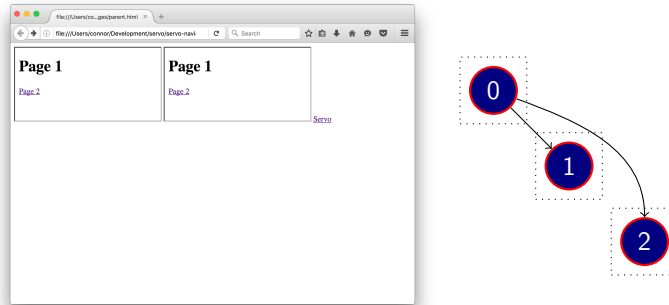 file:///Users/co...ges/parent.html
file:///Users/connor/Development/servo/servo-navi
Search
Page 1
Page 2
Page 1
Page 2
Servo
0
1
2